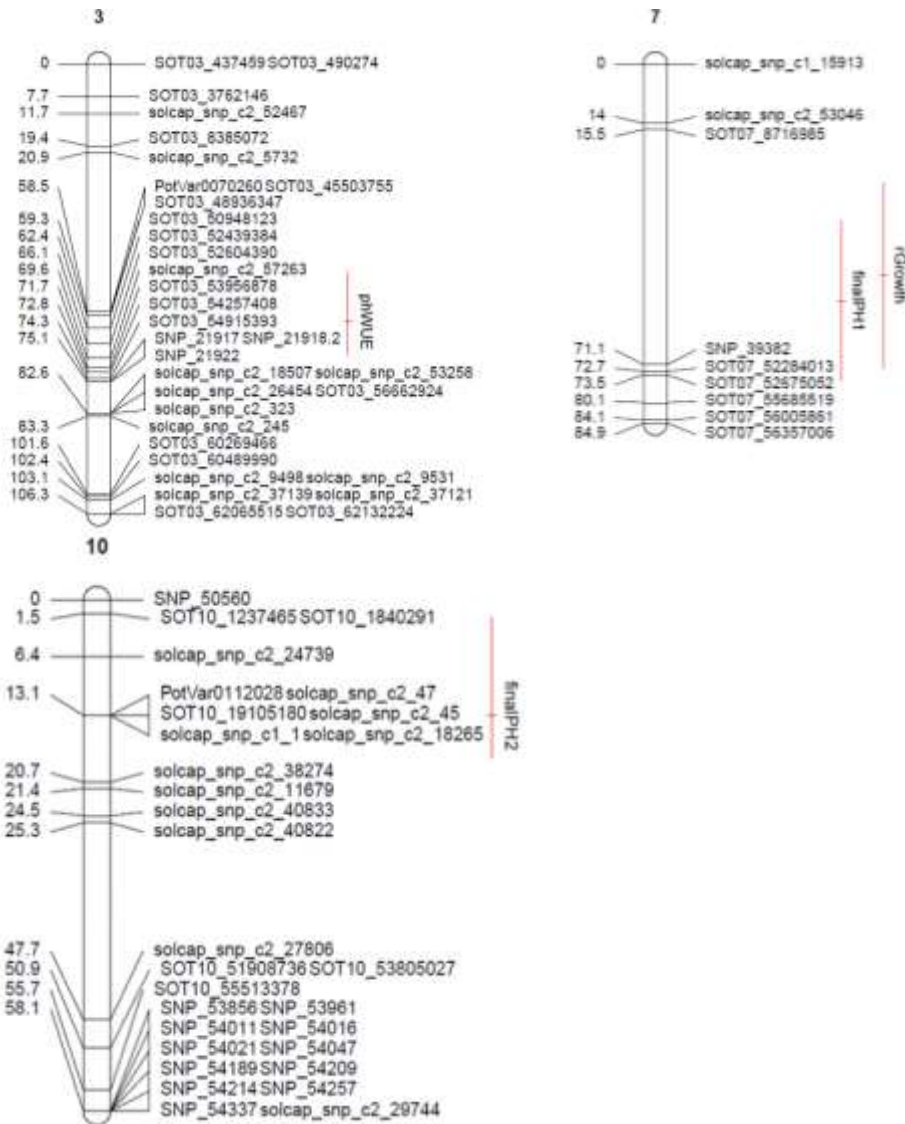 3
0 SOT03_437459 SOT03_490274
7.7 SOT03_3762146
11.7 solcap_snp_c2_52467
19.4 SOT03_8385072
20.9 solcap_snp_c2_5732
58.5 PotVar0070260 SOT03_45503755
SOT03_48936347
59.3 SOT03_50948123
62.4 SOT03_52439384
66.1 SOT03_52604390
69.6 solcap_snp_c2_57263
71.7 SOT03_53956878
72.8 SOT03_54257408
74.3 SOT03_54915393
75.1 SNP_21917 SNP_21918.2
SNP_21922
82.6 solcap_snp_c2_18507 solcap_snp_c2_53258
solcap_snp_c2_26454 SOT03_56662924
solcap_snp_c2_323
83.3 solcap_snp_c2_245
101.6 SOT03_60269466
102.4 SOT03_60489990
103.1 solcap_snp_c2_9498 solcap_snp_c2_9531
106.3 solcap_snp_c2_37139 solcap_snp_c2_37121
SOT03_62065515 SOT03_62132224
phWUE
7
0 solcap_snp_c1_15913
14 solcap_snp_c2_53046
15.5 SOT07_8716985
71.1 SNP_39382
72.7 SOT07_52284013
73.5 SOT07_52675052
80.1 SOT07_55685519
84.1 SOT07_56005861
84.9 SOT07_56357006
finalPH1
rGrowth
10
0 SNP_50560
1.5 SOT10_1237465 SOT10_1840291
6.4 solcap_snp_c2_24739
13.1 PotVar0112028 solcap_snp_c2_47
SOT10_19105180 solcap_snp_c2_45
solcap_snp_c1_1 solcap_snp_c2_18265
20.7 solcap_snp_c2_38274
21.4 solcap_snp_c2_11679
24.5 solcap_snp_c2_40833
25.3 solcap_snp_c2_40822
47.7 solcap_snp_c2_27806
50.9 SOT10_51908736 SOT10_53805027
55.7 SOT10_55513378
58.1 SNP_53856 SNP_53961
SNP_54011 SNP_54016
SNP_54021 SNP_54047
SNP_54189 SNP_54209
SNP_54214 SNP_54257
SNP_54337 solcap_snp_c2_29744
finalPH2